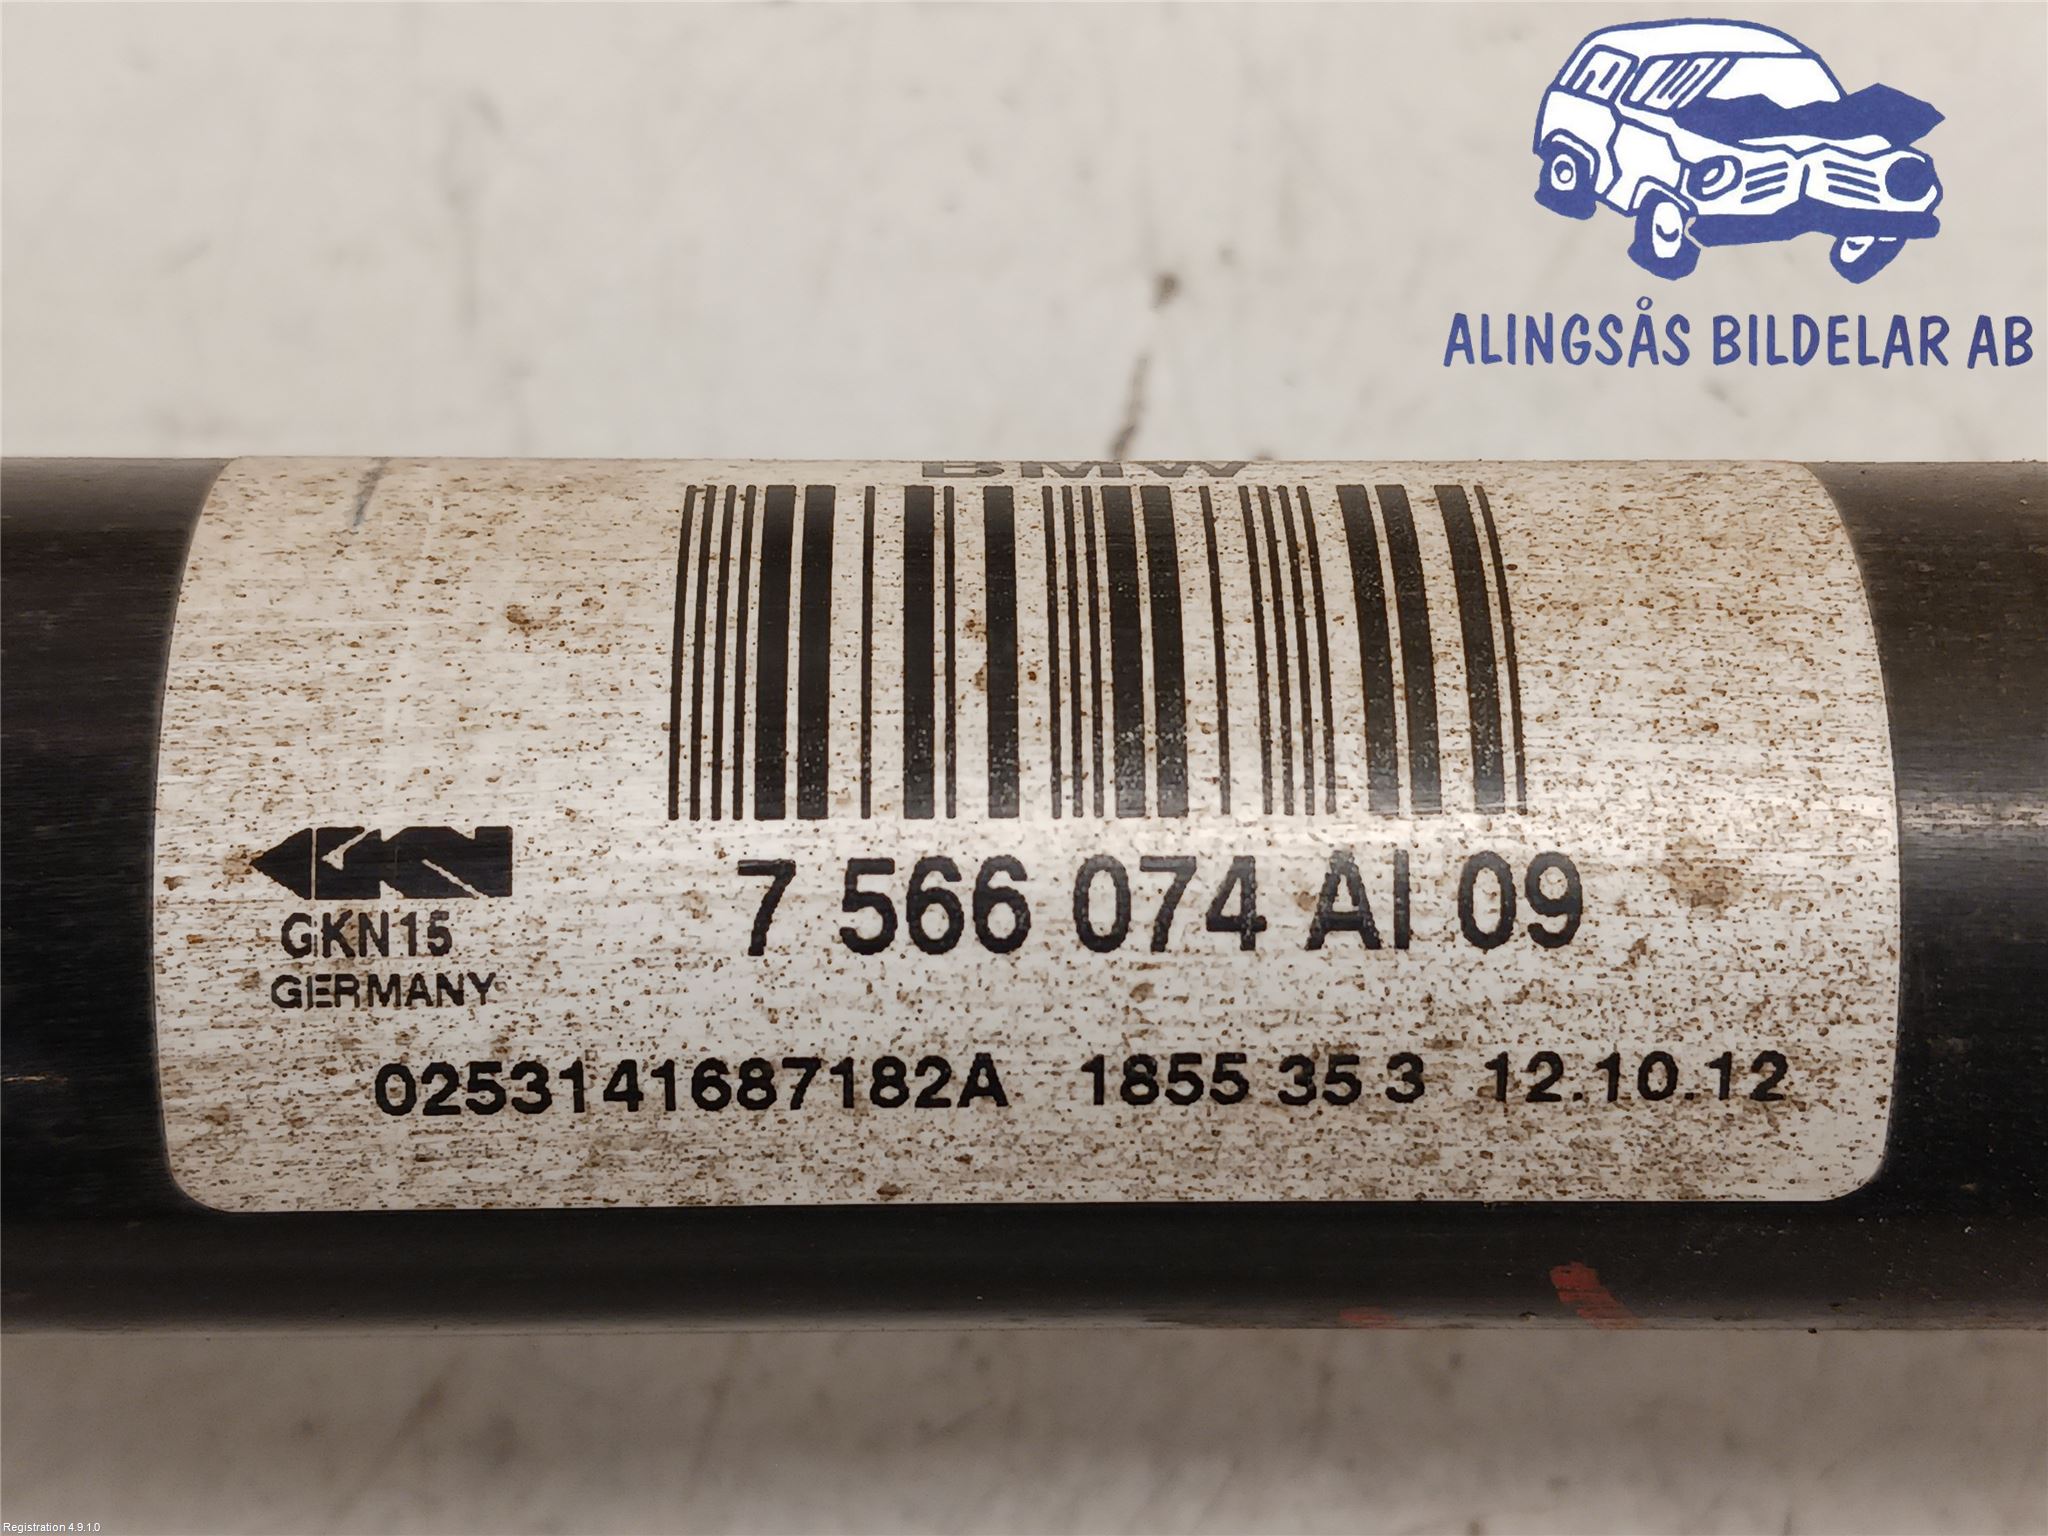 ALINGSÅS BILDELAR AB
BMW
7 566 074 AI 09
GKN
GKN15
GERMANY
0253141687182A 1855 35 3 12.10.12
Registration 4.9.1.0